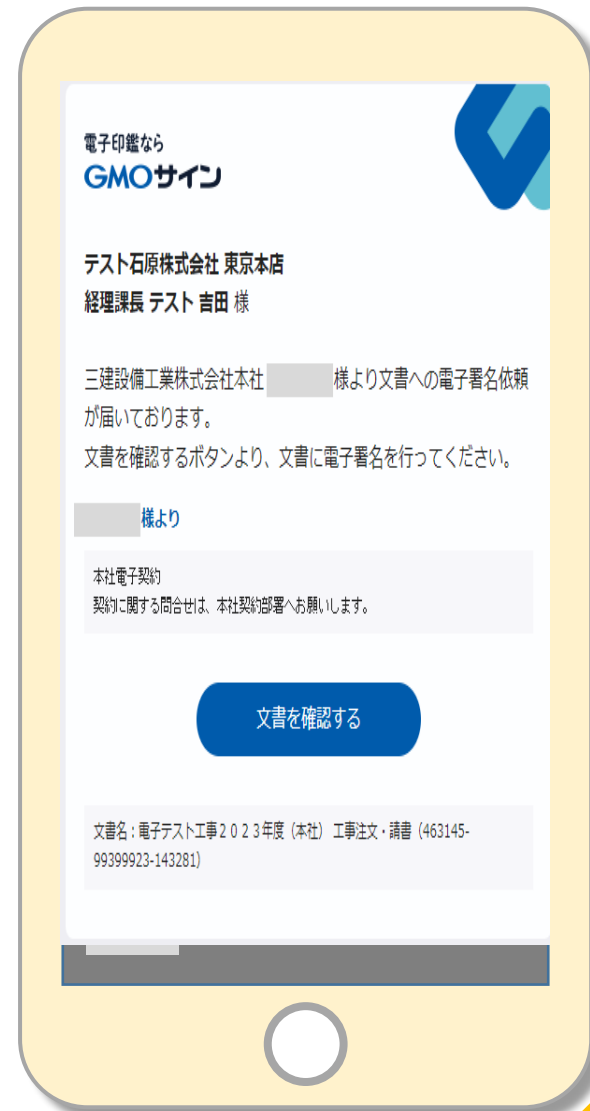 電子印鑑なら
GMOサイン
テスト石原株式会社 東京本店
経理課長 テスト 吉田 様
三建設備工業株式会社本社 様より文書への電子署名依頼
が届いております。
文書を確認するボタンより、文書に電子署名を行ってください。
様より
本社電子契約
契約に関する問合せは、本社契約部署へお願いします。
文書を確認する
文書名:電子テスト工事2023年度(本社) 工事注文・請書(463145-
99399923-143281)